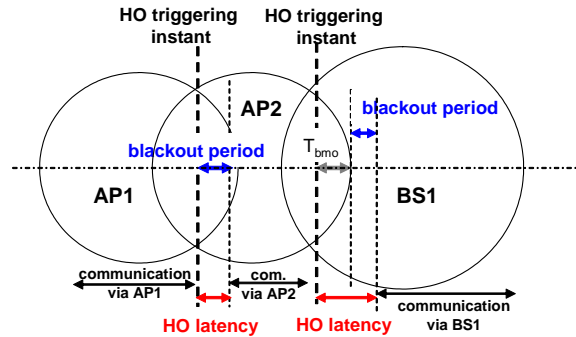 HO triggering
instant
HO triggering
instant
AP2
blackout period
blackout period
T_bmo
AP1
BS1
communication
via AP1
com.
via AP2
HO latency
HO latency
communication
via BS1